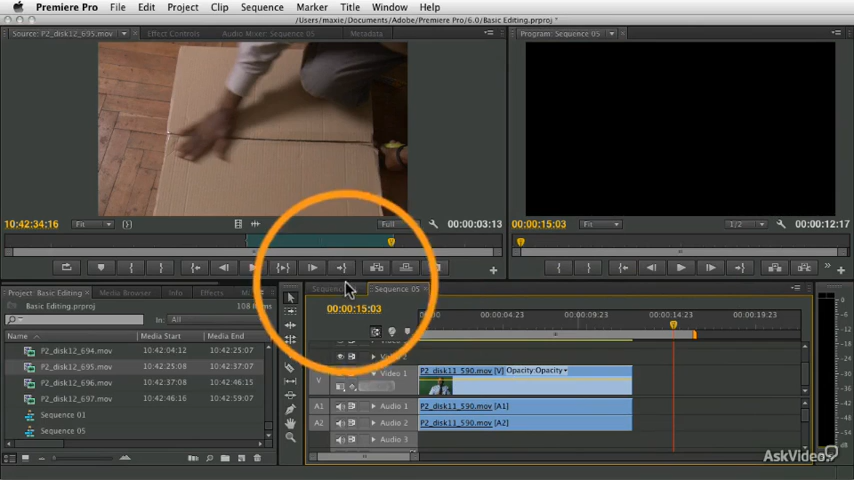 Premiere Pro File Edit Project Clip Sequence Marker Title Window Help
/Users/maxie/Documents/Adobe/Premiere Pro/6.0/Basic Editing.prproj *
Source: P2_disk12_695.mov Effect Controls Audio Mixer: Sequence 05 Metadata
Program: Sequence 05
10:42:34:16 Fit Full 00:00:03:13
00:00:15:03 Fit 1/2 00:00:12:17
Project: Basic Editing Media Browser Info Effects
Sequence 05
Basic Editing.prproj 108
00:00:15:03
In: All
00:00 00:00:04:23 00:00:09:23 00:00:14:23 00:00:19:23
Name Media Start Media End
P2_disk12_694.mov 10:42:04:12 10:42:25:07
P2_disk12_695.mov 10:42:25:08 10:42:37:07
P2_disk12_696.mov 10:42:37:08 10:42:46:15
P2_disk12_697.mov 10:42:46:16 10:42:59:07
Sequence 01
Sequence 05
Video 2
V Video 1 P2_disk11_590.mov [V] Opacity:Opacity
A1 Audio 1 P2_disk11_590.mov [A1]
A2 Audio 2 P2_disk11_590.mov [A2]
Audio 3
AskVideo